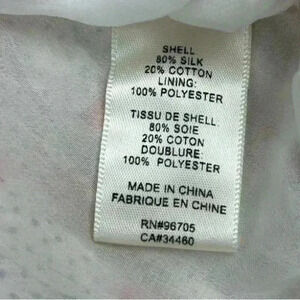 SHELL
80% SILK
20% COTTON
LINING:
100% POLYESTER
TISSU DE SHELL
80% SOIE
20% COTON
DOUBLURE:
100% POLYESTER
MADE IN CHINA
FABRIQUE EN CHINE
RN#96705
CA#34460